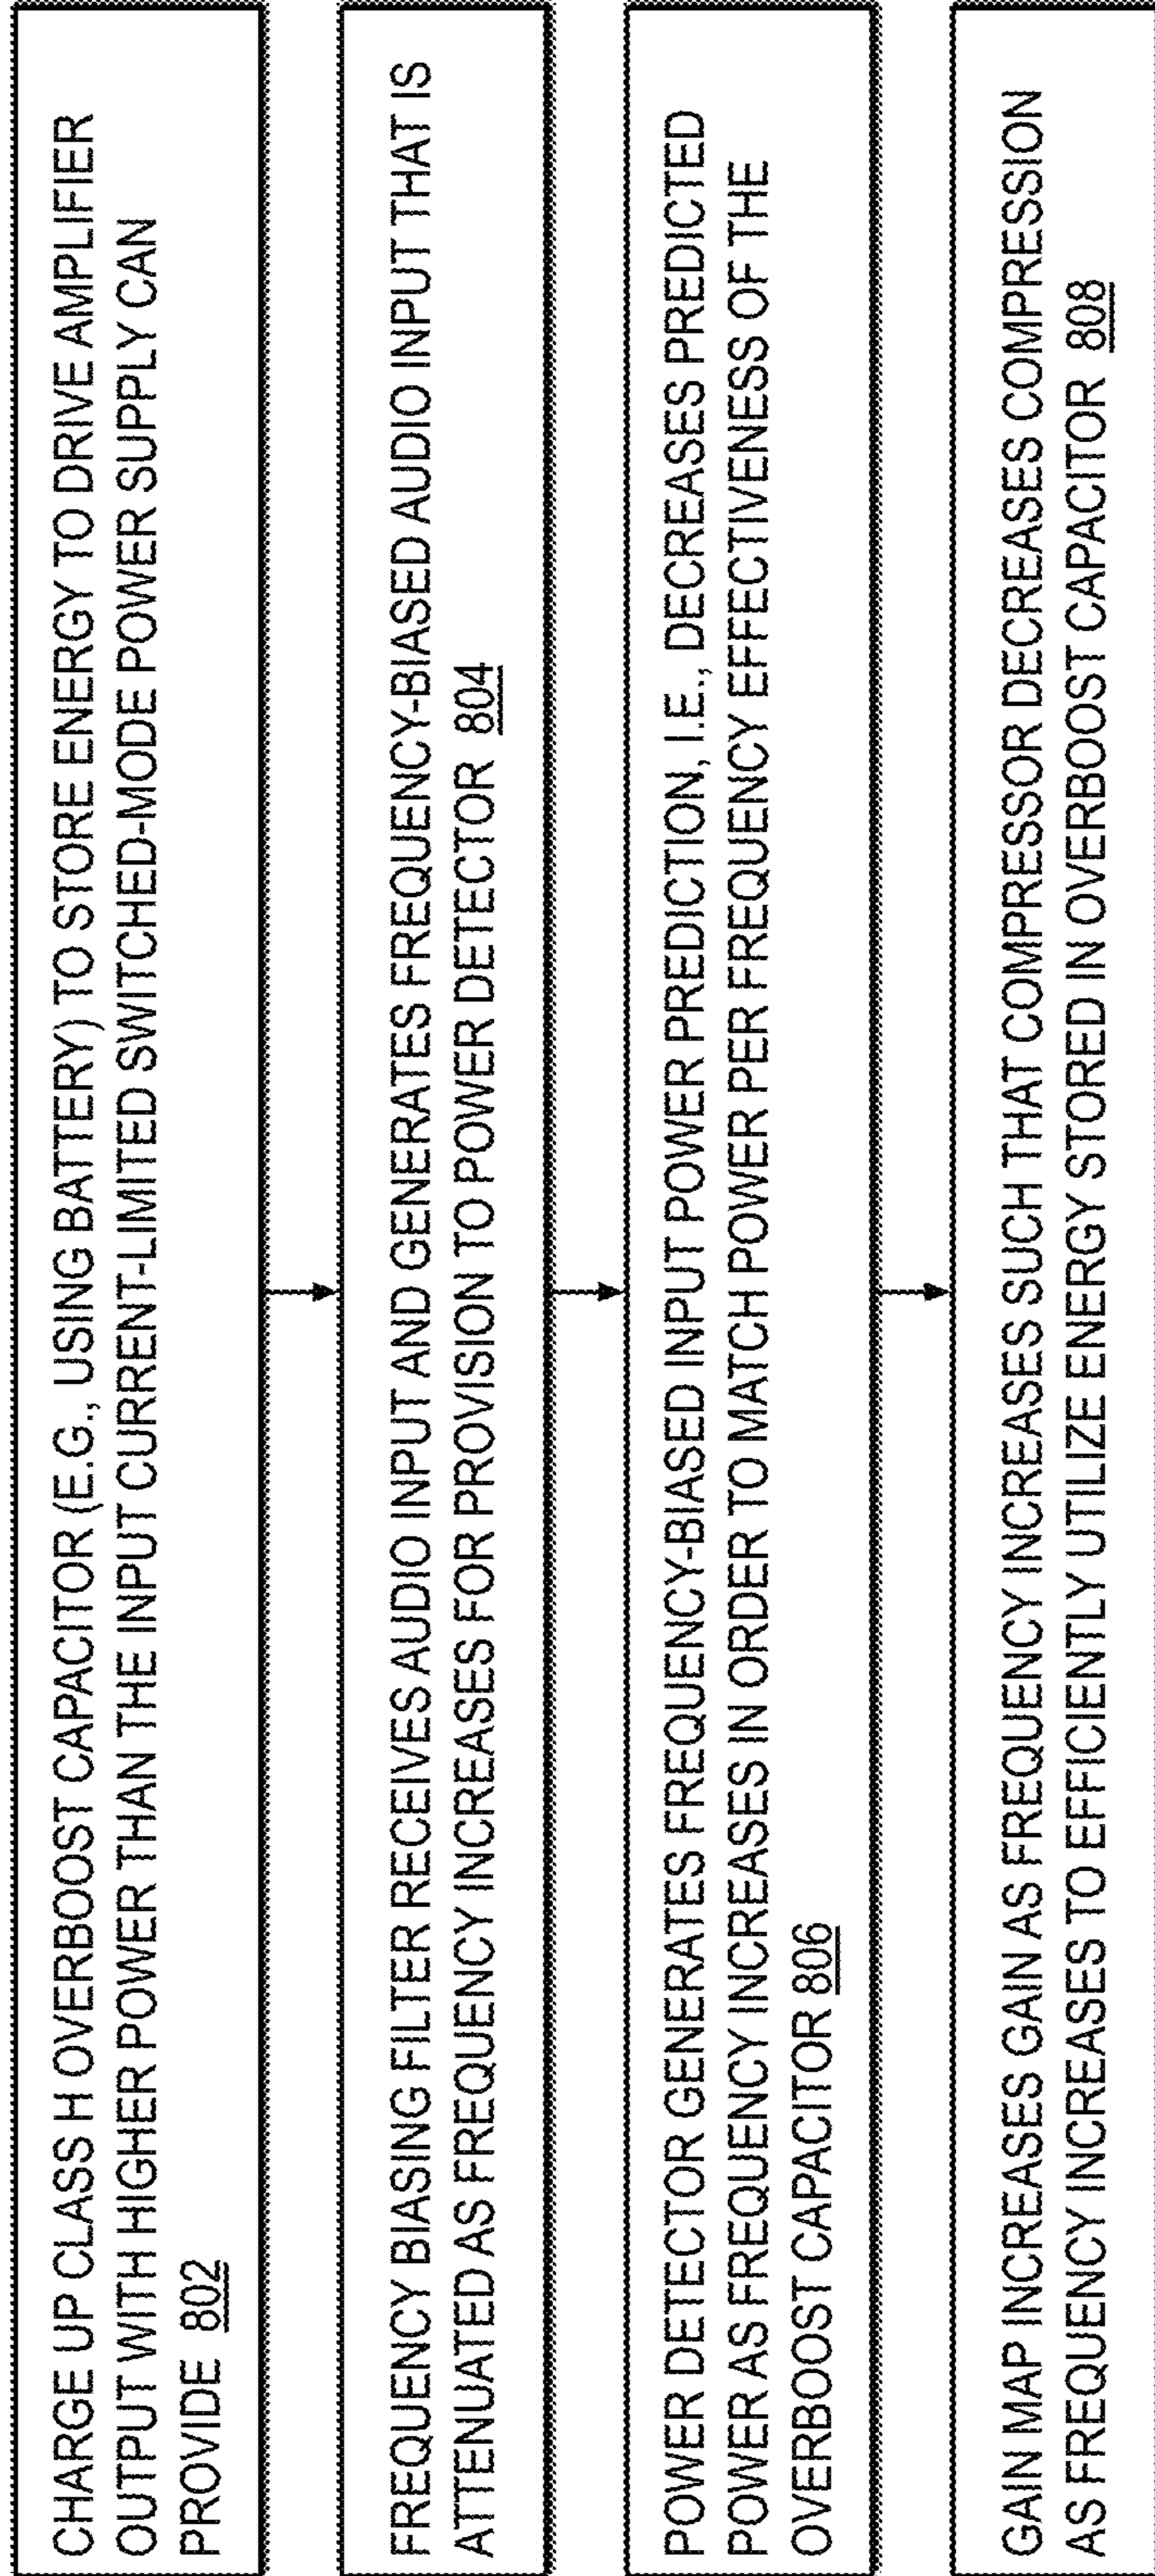 CHARGE UP CLASS H OVERBOOST CAPACITOR (E.G., USING BATTERY) TO STORE ENERGY TO DRIVE AMPLIFIER
OUTPUT WITH HIGHER POWER THAN THE INPUT CURRENT-LIMITED SWITCHED-MODE POWER SUPPLY CAN
PROVIDE 802
FREQUENCY BIASING FILTER RECEIVES AUDIO INPUT AND GENERATES FREQUENCY-BIASED AUDIO INPUT THAT IS
ATTENUATED AS FREQUENCY INCREASES FOR PROVISION TO POWER DETECTOR 804
POWER DETECTOR GENERATES FREQUENCY-BIASED INPUT POWER PREDICTION, I.E., DECREASES PREDICTED
POWER AS FREQUENCY INCREASES IN ORDER TO MATCH POWER PER FREQUENCY EFFECTIVENESS OF THE
OVERBOOST CAPACITOR 806
GAIN MAP INCREASES GAIN AS FREQUENCY INCREASES SUCH THAT COMPRESSOR DECREASES COMPRESSION
AS FREQUENCY INCREASES TO EFFICIENTLY UTILIZE ENERGY STORED IN OVERBOOST CAPACITOR 808